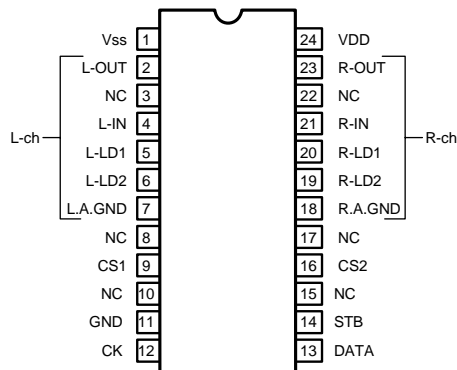 Vss 1 24 VDD
L-OUT 2 23 R-OUT
NC 3 22 NC
L-IN 4 21 R-IN
L-ch L-LD1 5 20 R-LD1 R-ch
L-LD2 6 19 R-LD2
L.A.GND 7 18 R.A.GND
NC 8 17 NC
CS1 9 16 CS2
NC 10 15 NC
GND 11 14 STB
CK 12 13 DATA